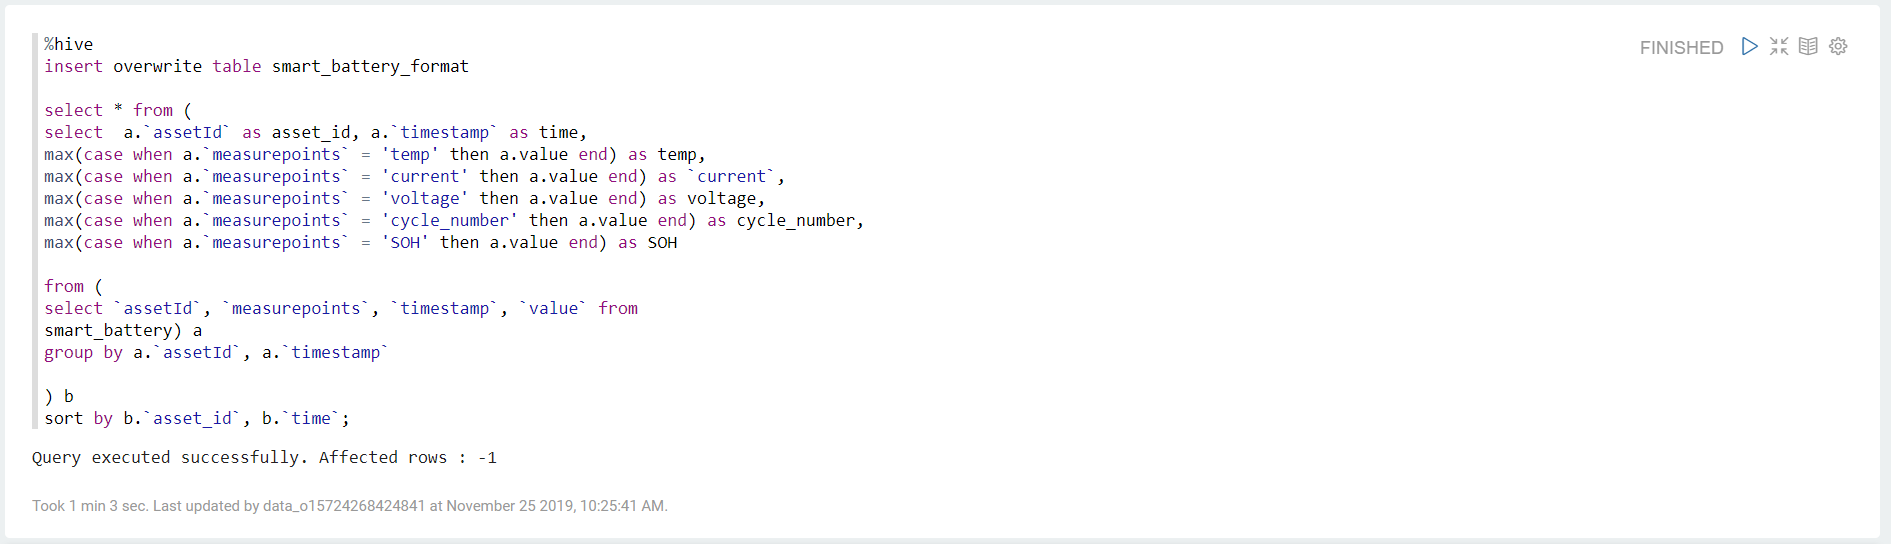 %hive
FINISHED
insert overwrite table smart_battery_format
select * from (
select  a.`assetId` as asset_id, a.`timestamp` as time,
max(case when a.`measurepoints` = 'temp' then a.value end) as temp,
max(case when a.`measurepoints` = 'current' then a.value end) as `current`,
max(case when a.`measurepoints` = 'voltage' then a.value end) as voltage,
max(case when a.`measurepoints` = 'cycle_number' then a.value end) as cycle_number,
max(case when a.`measurepoints` = 'SOH' then a.value end) as SOH
from (
select `assetId`, `measurepoints`, `timestamp`, `value` from
smart_battery) a
group by a.`assetId`, a.`timestamp`
) b
sort by b.`asset_id`, b.`time`;
Query executed successfully. Affected rows : -1
Took 1 min 3 sec. Last updated by data_o15724268424841 at November 25 2019, 10:25:41 AM.